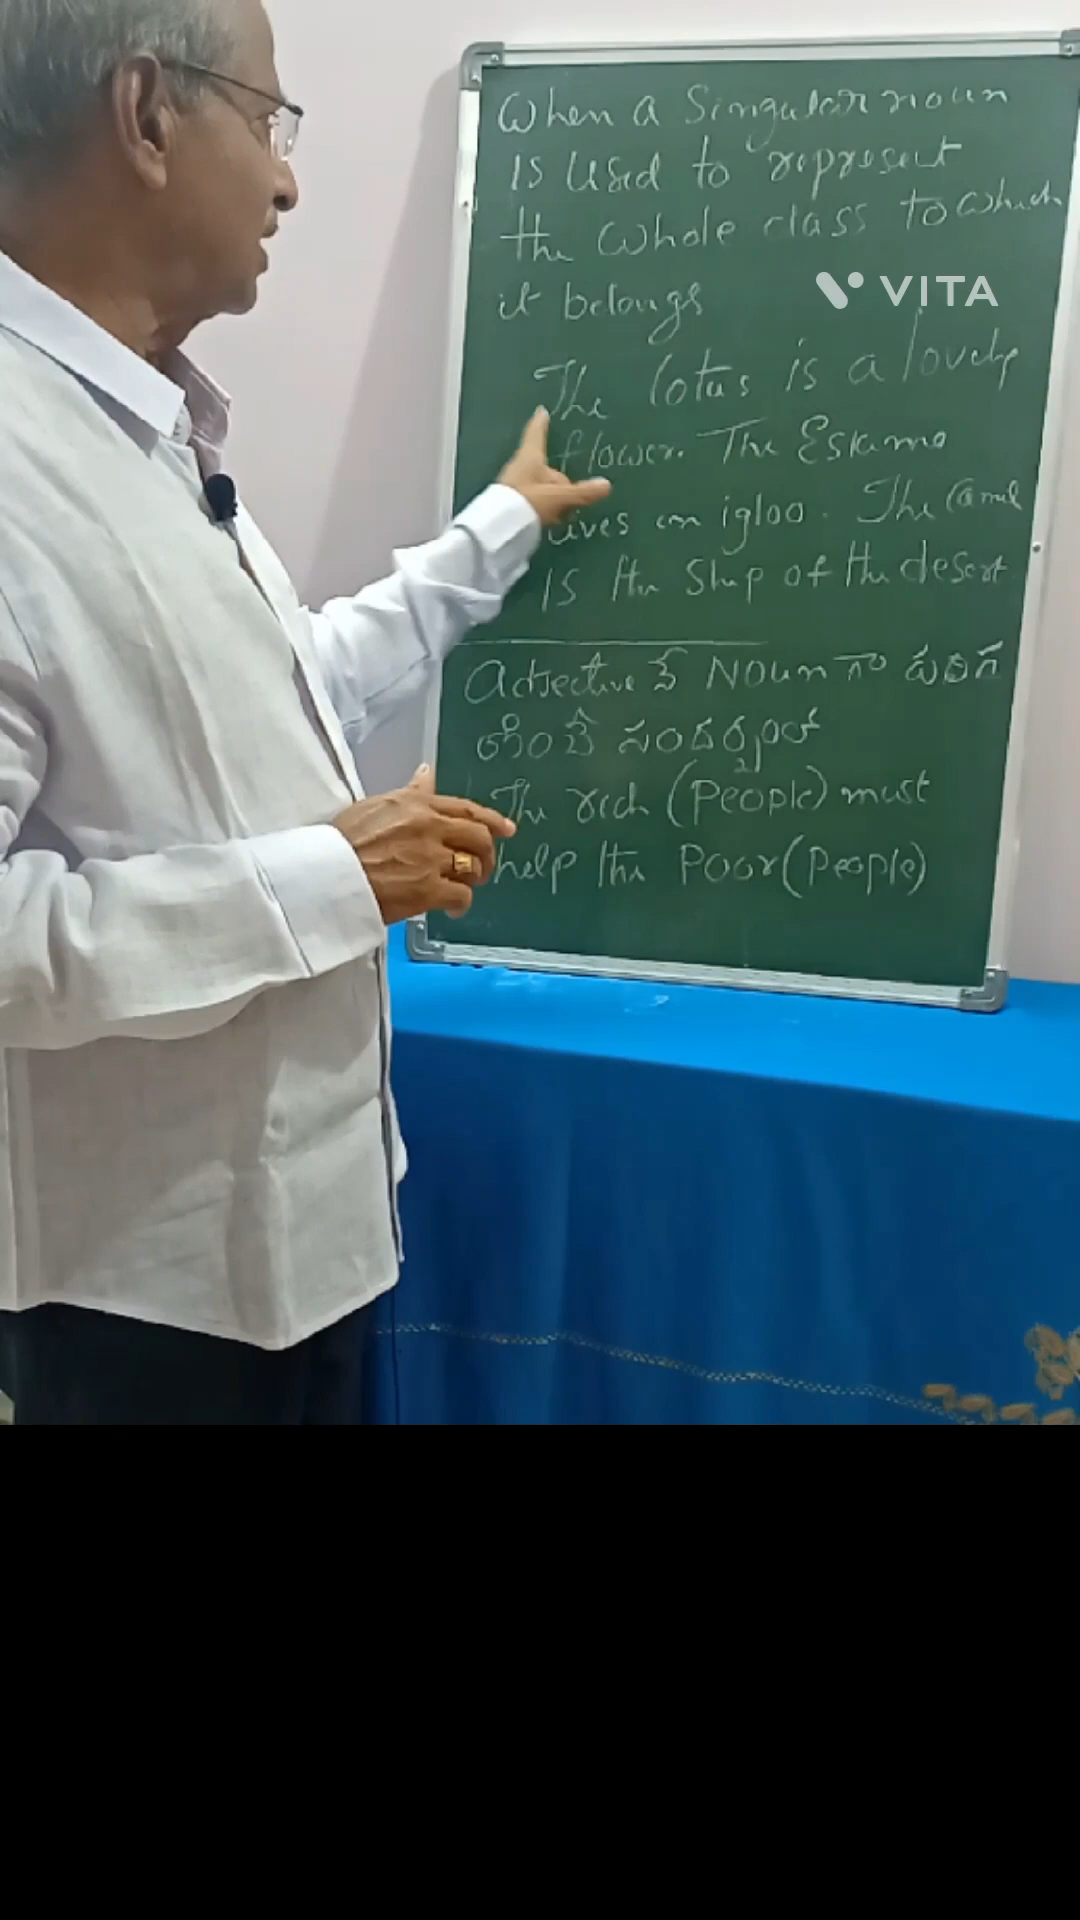 When a Singular noun
is used to represent
the whole class to which
it belongs
VITA
The lotus is a lovely
flower. The Eskimo
lives in igloo. The Camel
is the ship of the desert
Adjective ని Noun గా
The rich (People) must
help the Poor (People)